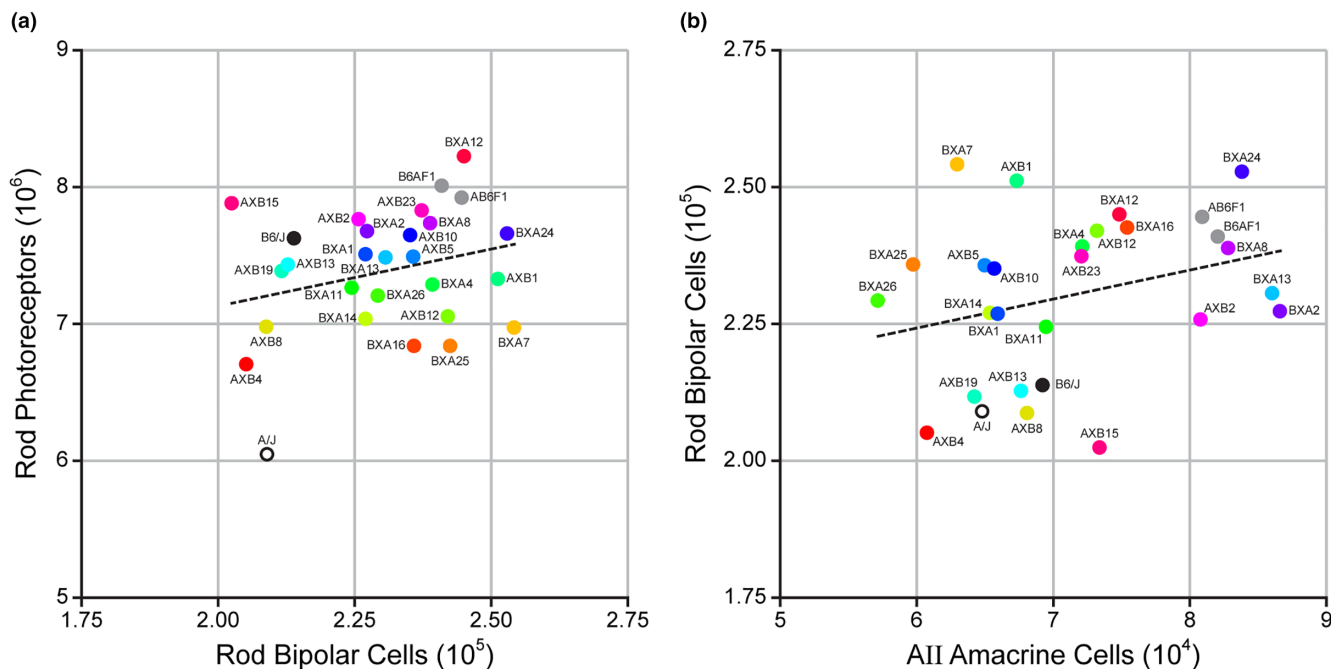 (a)
9
8
7
6
5
1.75
2.00
2.25
2.50
2.75
Rod Photoreceptors (10⁶)
Rod Bipolar Cells (10⁵)
BXA12
B6AF1
AB6F1
AXB15
AXB23
AXB2
BXA2
BXA8
B6/J
AXB10
BXA24
BXA1
AXB5
AXB13
AXB19
BXA13
BXA4
AXB1
BXA11
BXA26
BXA14
AXB12
AXB8
BXA7
BXA16
BXA25
AXB4
A/J
(b)
2.75
2.50
2.25
2.00
1.75
5
6
7
8
9
Rod Bipolar Cells (10⁵)
AII Amacrine Cells (10⁴)
BXA7
AXB1
BXA24
BXA12
AB6F1
BXA16
B6AF1
BXA4
AXB12
BXA8
BXA25
AXB5
AXB23
AXB10
BXA13
BXA26
BXA14
AXB2
BXA2
BXA1
BXA11
AXB19
AXB13
B6/J
A/J
AXB8
AXB4
AXB15